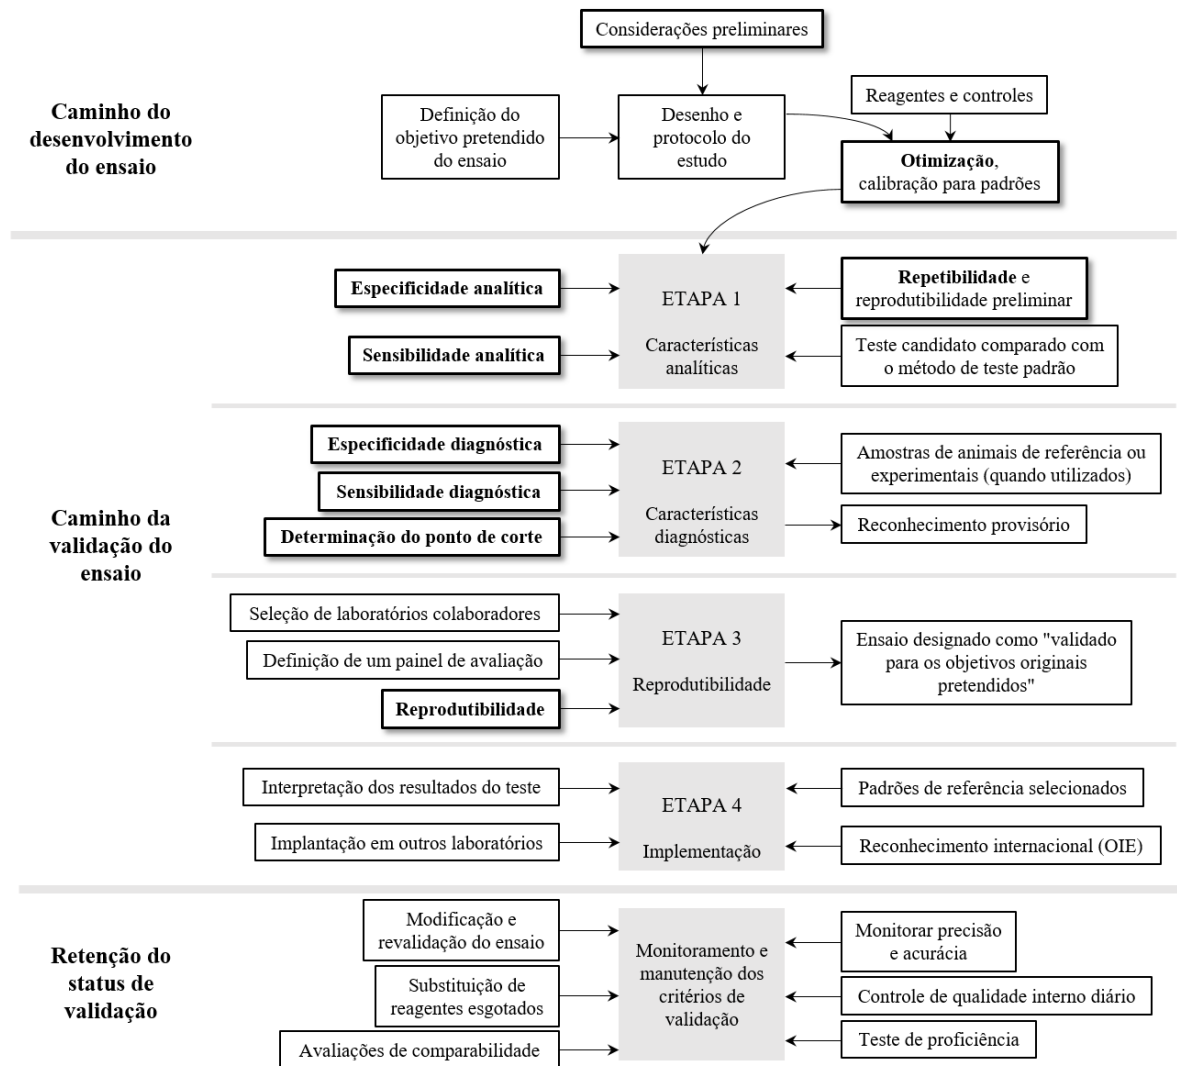 Considerações preliminares
Caminho do
desenvolvimento
do ensaio
Definição do
objetivo pretendido
do ensaio
Desenho e
protocolo do
estudo
Reagentes e controles
Otimização,
calibração para padrões
Caminho da
validação do
ensaio
Especificidade analítica
Sensibilidade analítica
ETAPA 1
Características
analíticas
Repetibilidade e
reprodutibilidade preliminar
Teste candidato comparado com
o método de teste padrão
Especificidade diagnóstica
Sensibilidade diagnóstica
Determinação do ponto de corte
ETAPA 2
Características
diagnósticas
Amostras de animais de referência ou
experimentais (quando utilizados)
Reconhecimento provisório
Seleção de laboratórios colaboradores
Definição de um painel de avaliação
Reprodutibilidade
ETAPA 3
Reprodutibilidade
Ensaio designado como "validado
para os objetivos originais
pretendidos"
Interpretação dos resultados do teste
Implantação em outros laboratórios
ETAPA 4
Implementação
Padrões de referência selecionados
Reconhecimento internacional (OIE)
Retenção do
status de
validação
Modificação e
revalidação do ensaio
Substituição de
reagentes esgotados
Avaliações de comparabilidade
Monitoramento e
manutenção dos
critérios de
validação
Monitorar precisão
e acurácia
Controle de qualidade interno diário
Teste de proficiência